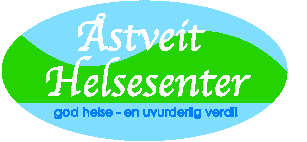 Åstveit
Helsesenter
god helse - en uvurderlig verdi!